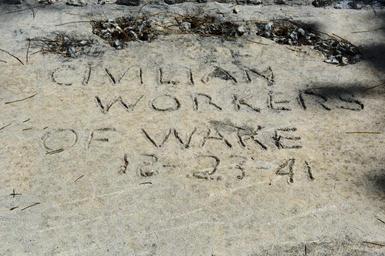 CIVILIAN
WORKERS
OF WAKE
12-23-41